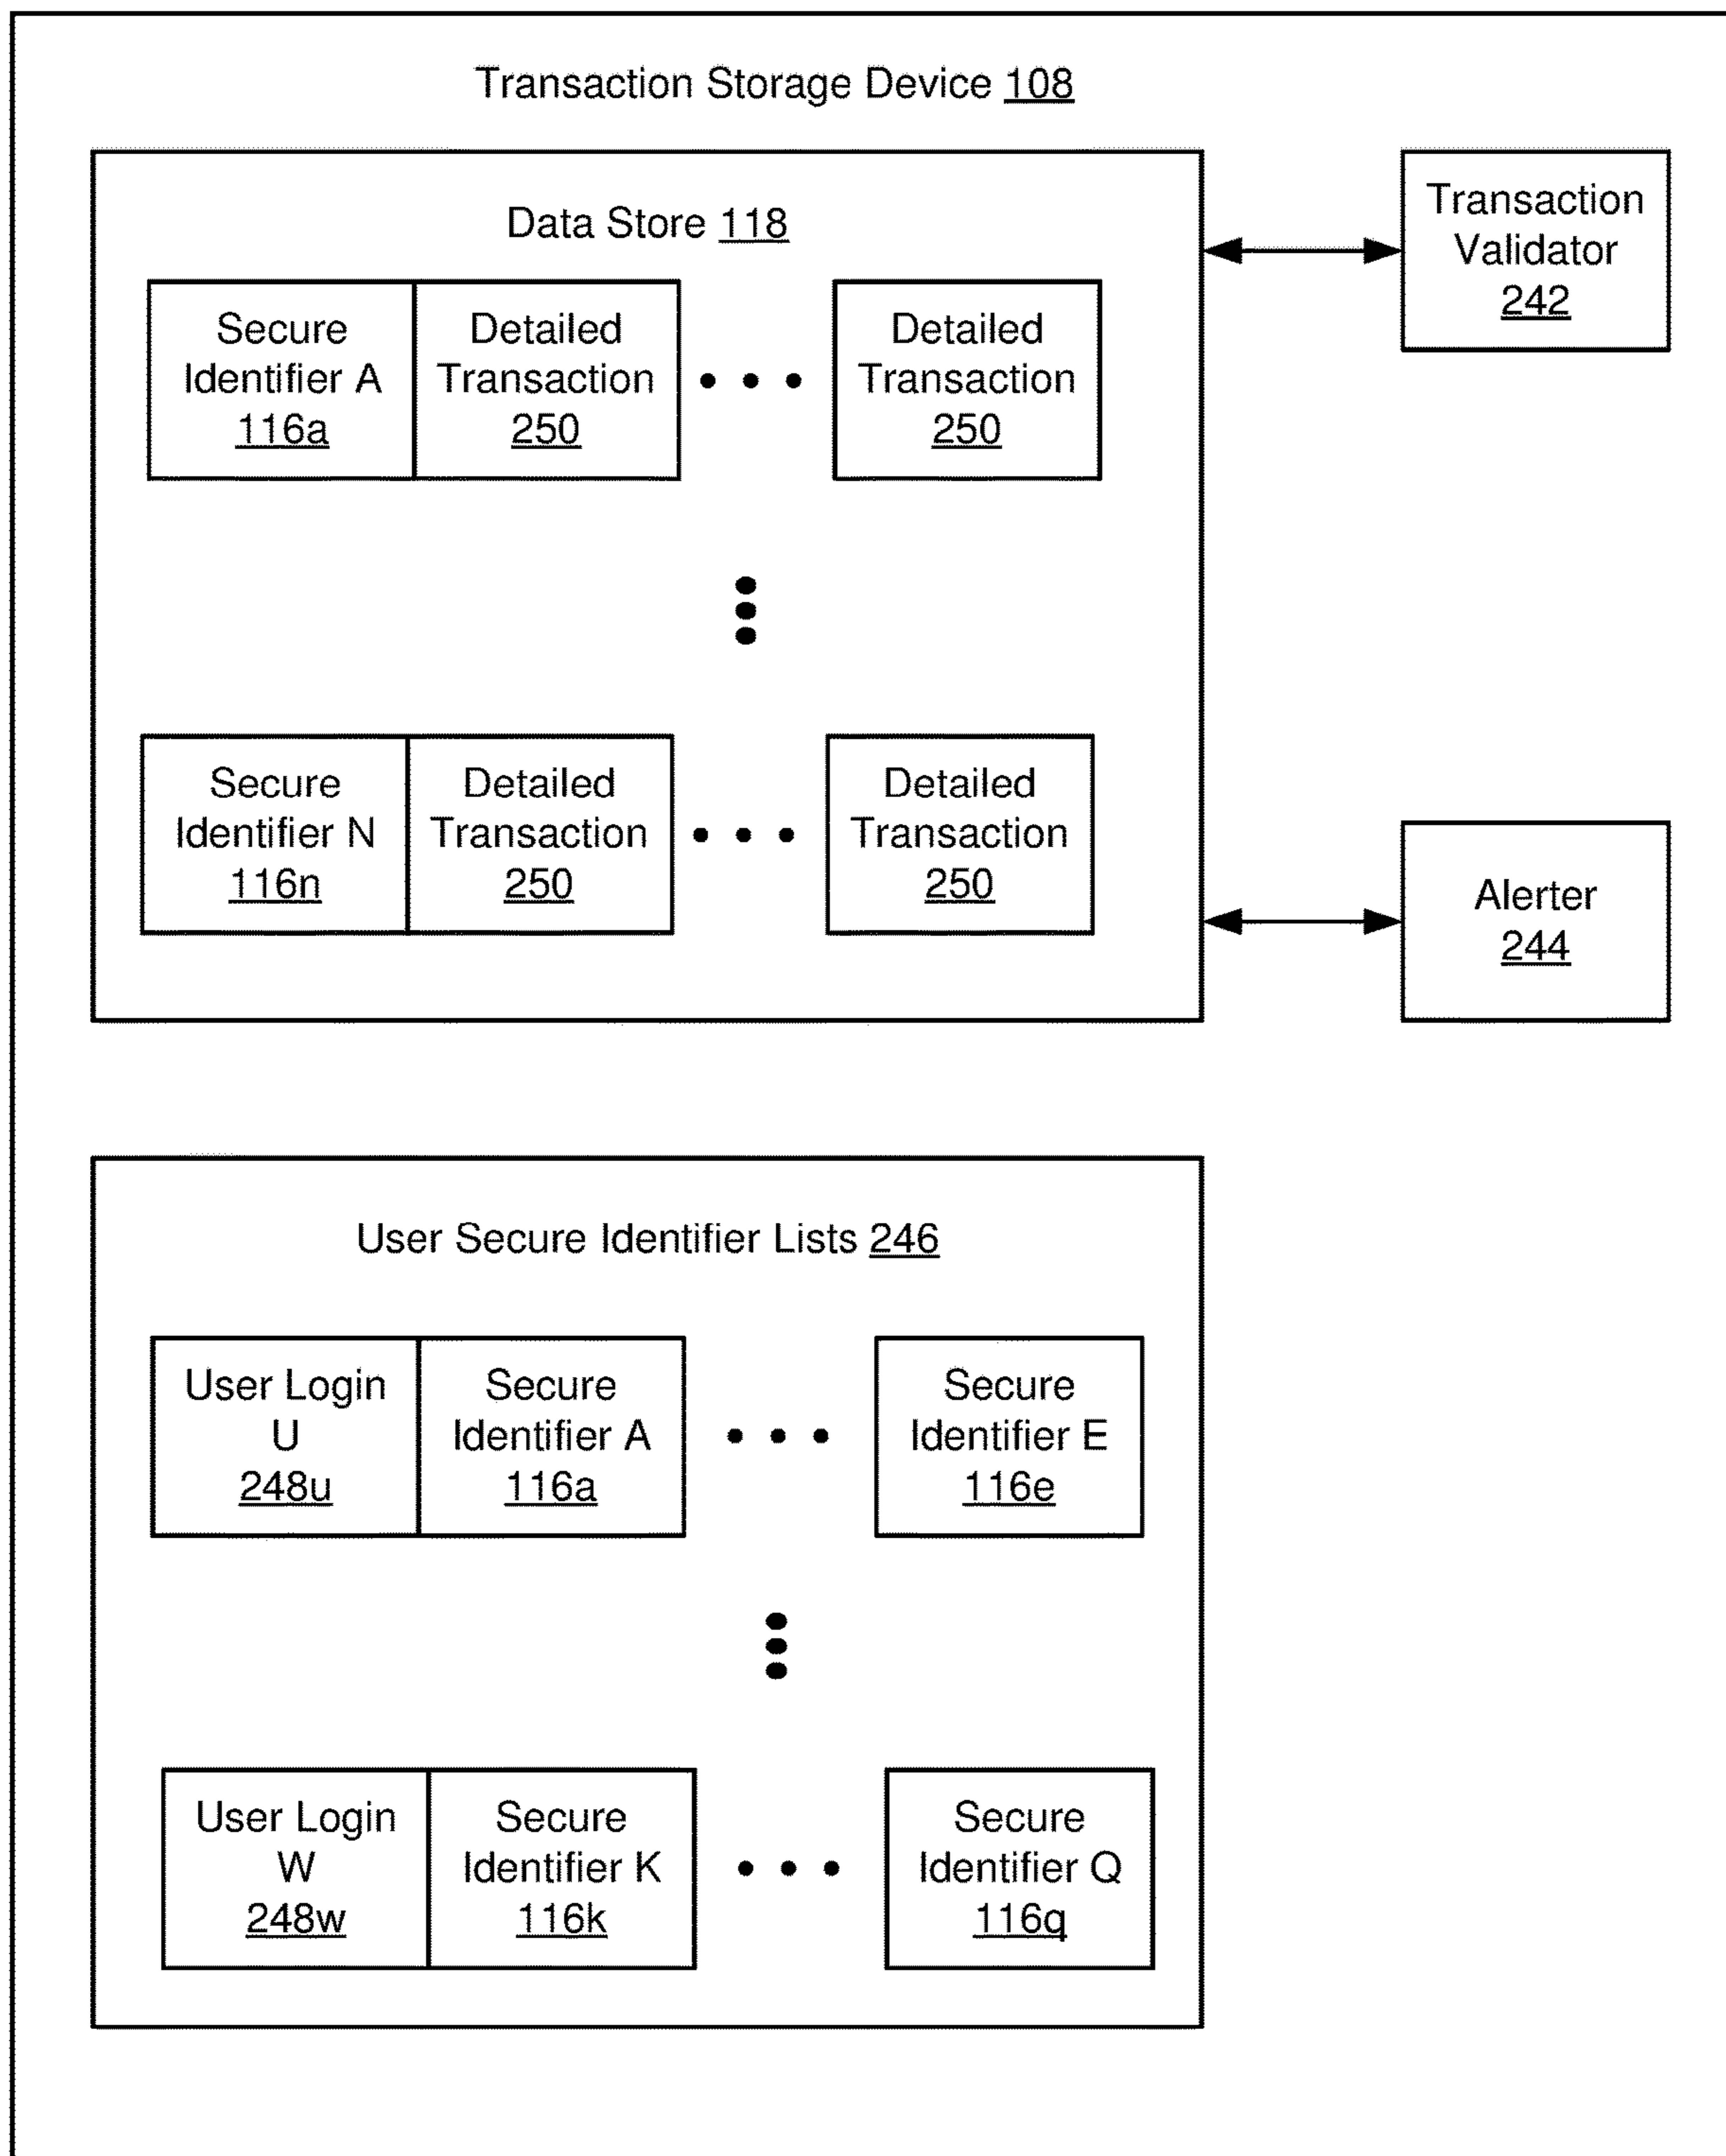 Transaction Storage Device 108
Data Store 118
Secure
Identifier A
116a
Detailed
Transaction
250
Detailed
Transaction
250
Transaction
Validator
242
Secure
Identifier N
116n
Detailed
Transaction
250
Detailed
Transaction
250
Alerter
244
User Secure Identifier Lists 246
User Login
U
248u
Secure
Identifier A
116a
Secure
Identifier E
116e
User Login
W
248w
Secure
Identifier K
116k
Secure
Identifier Q
116q